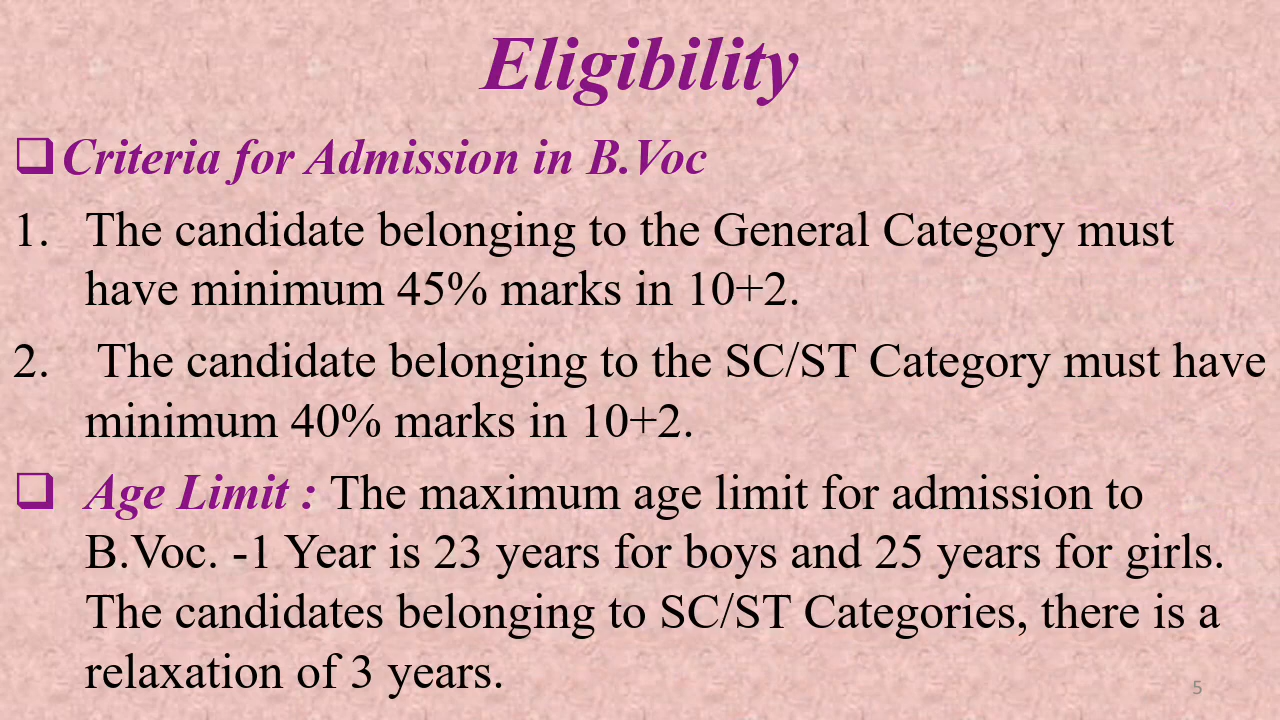 Eligibility
❑ Criteria for Admission in B.Voc
1. The candidate belonging to the General Category must
have minimum 45% marks in 10+2.
2. The candidate belonging to the SC/ST Category must have
minimum 40% marks in 10+2.
❑ Age Limit : The maximum age limit for admission to
B.Voc. -1 Year is 23 years for boys and 25 years for girls.
The candidates belonging to SC/ST Categories, there is a
relaxation of 3 years.
5